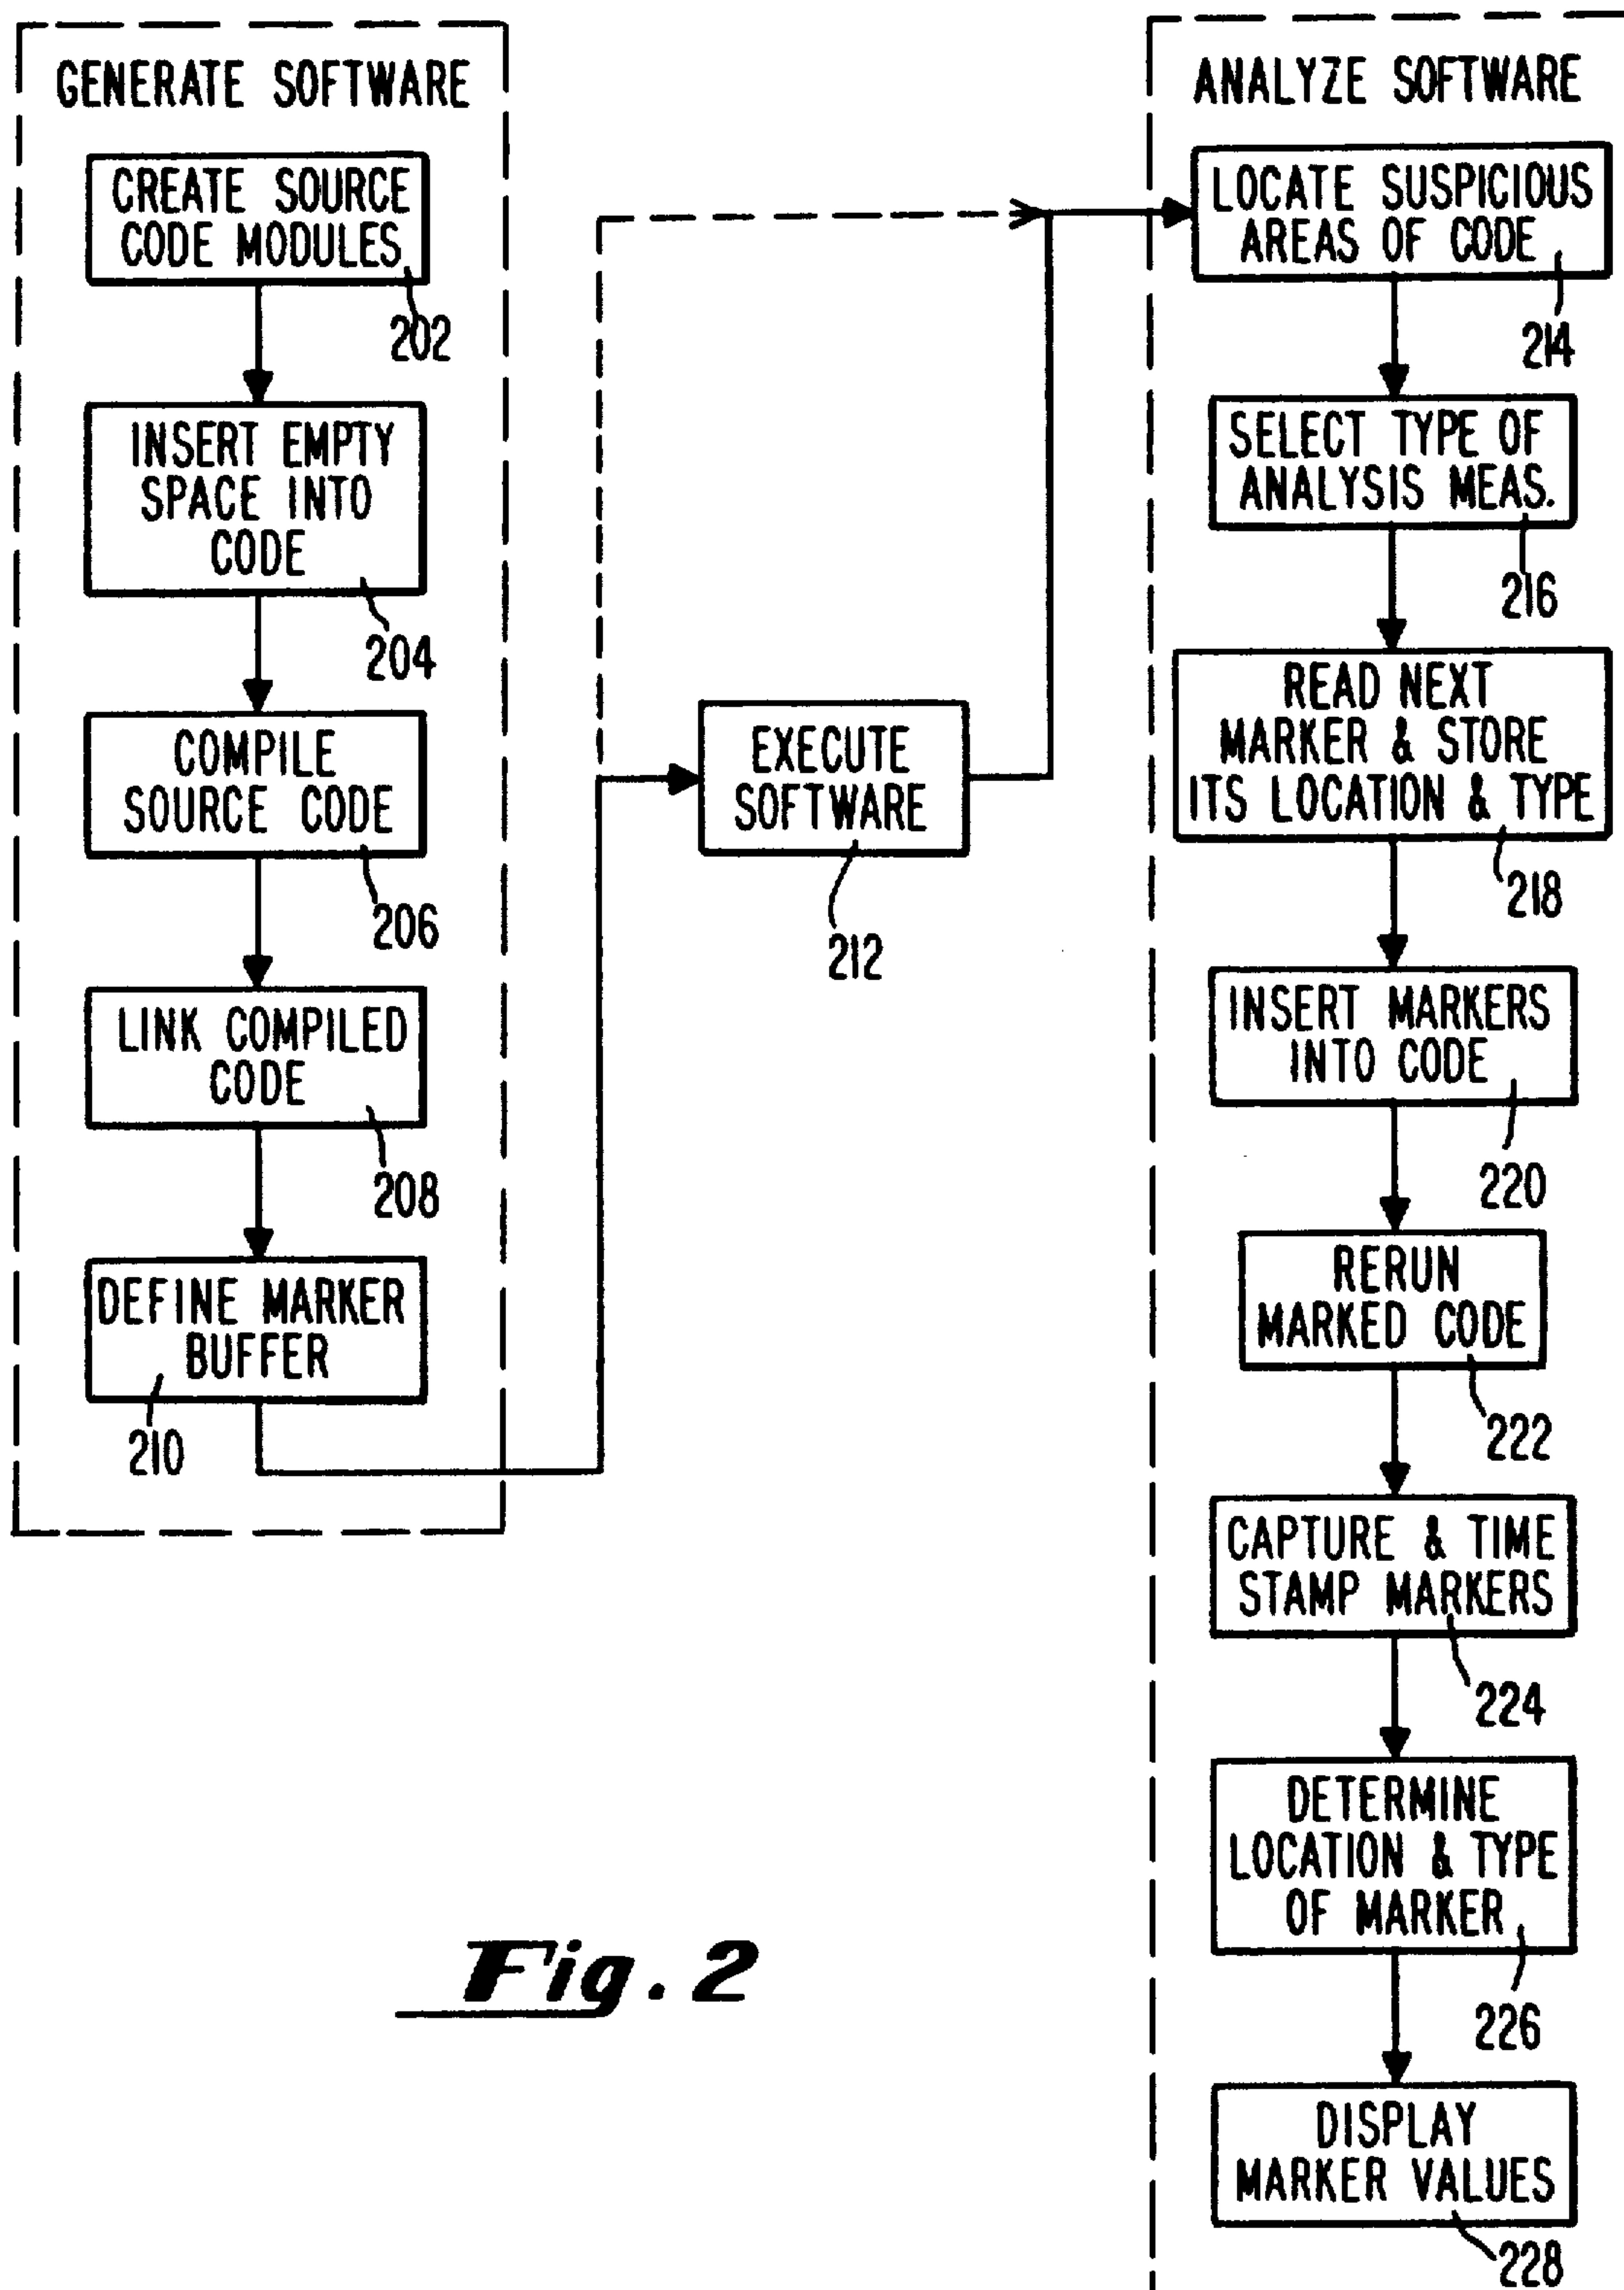 GENERATE SOFTWARE
CREATE SOURCE
CODE MODULES
202
INSERT EMPTY
SPACE INTO
CODE
204
COMPILE
SOURCE CODE
206
LINK COMPILED
CODE
208
DEFINE MARKER
BUFFER
210
EXECUTE
SOFTWARE
212
ANALYZE SOFTWARE
LOCATE SUSPICIOUS
AREAS OF CODE
214
SELECT TYPE OF
ANALYSIS MEAS.
216
READ NEXT
MARKER & STORE
ITS LOCATION & TYPE
218
INSERT MARKERS
INTO CODE
220
RERUN
MARKED CODE
222
CAPTURE & TIME
STAMP MARKERS
224
DETERMINE
LOCATION & TYPE
OF MARKER
226
DISPLAY
MARKER VALUES
228
Fig. 2